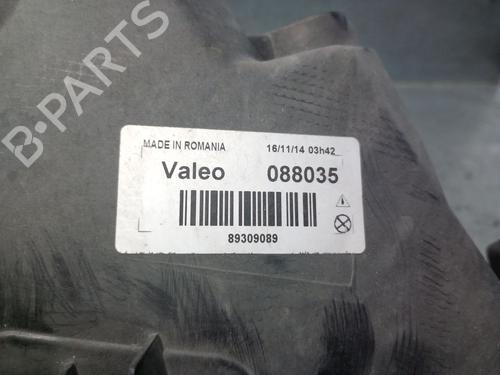 B-PARTS
MADE IN ROMANIA 16/11/14 03h42
Valeo 088035
89309089